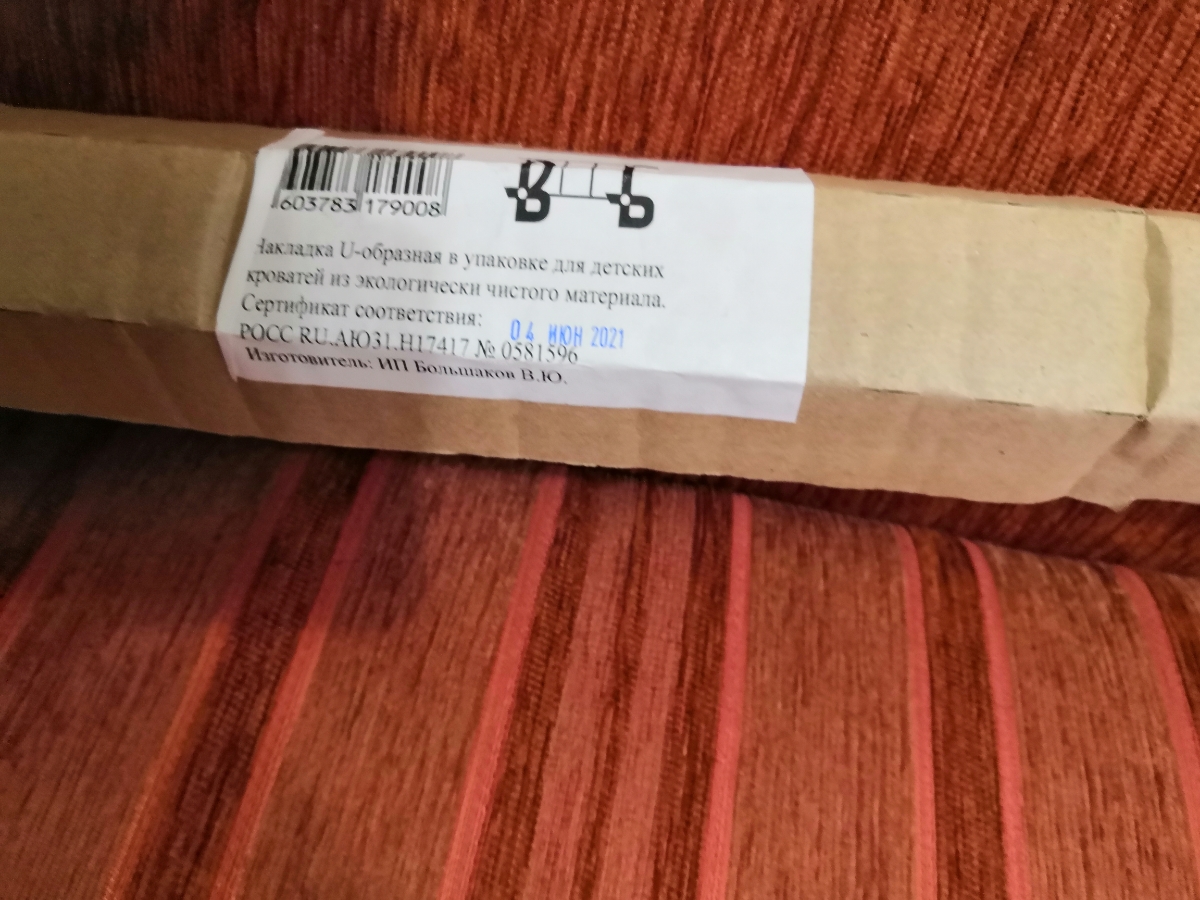 603783 179008
В Б
Накладка U-образная в упаковке для детских
кроватей из экологически чистого материала.
Сертификат соответствия:
04 ИЮН 2021
РОСС RU.АЮ31.Н17417 № 0581596
Изготовитель: ИП Большаков В.Ю.